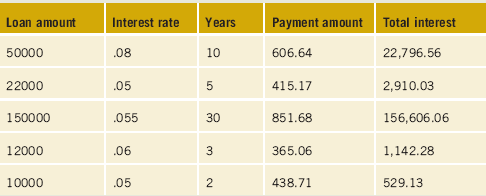 Loan amount Interest rate Years Payment amount Total interest
50000 .08 10 606.64 22,796.56
22000 .05 5 415.17 2,910.03
150000 .055 30 851.68 156,606.06
12000 .06 3 365.06 1,142.28
10000 .05 2 438.71 529.13